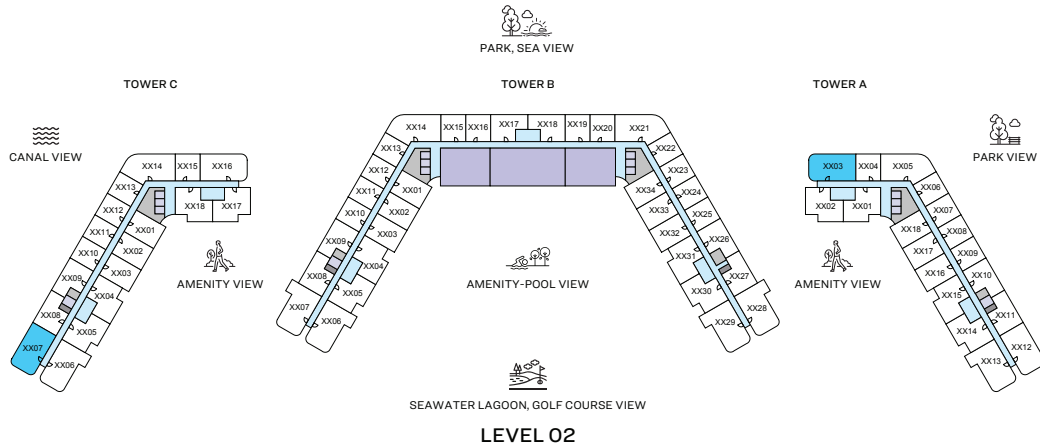 PARK, SEA VIEW
TOWER C
TOWER B
TOWER A
CANAL VIEW
PARK VIEW
XX14
XX15
XX16
XX13
XX12
XX11
XX10
XX09
XX08
XX07
XX06
XX05
XX04
XX03
XX02
XX01
XX18
XX17
AMENITY VIEW
XX14
XX15
XX16
XX17
XX18
XX19
XX20
XX21
XX13
XX12
XX11
XX10
XX09
XX08
XX07
XX06
XX05
XX04
XX03
XX02
XX01
XX22
XX23
XX24
XX25
XX26
XX27
XX28
XX29
XX30
XX31
XX32
XX33
XX34
AMENITY-POOL VIEW
XX03
XX04
XX05
XX02
XX01
XX06
XX07
XX08
XX09
XX10
XX11
XX12
XX13
XX14
XX15
XX16
XX17
XX18
AMENITY VIEW
SEAWATER LAGOON, GOLF COURSE VIEW
LEVEL 02